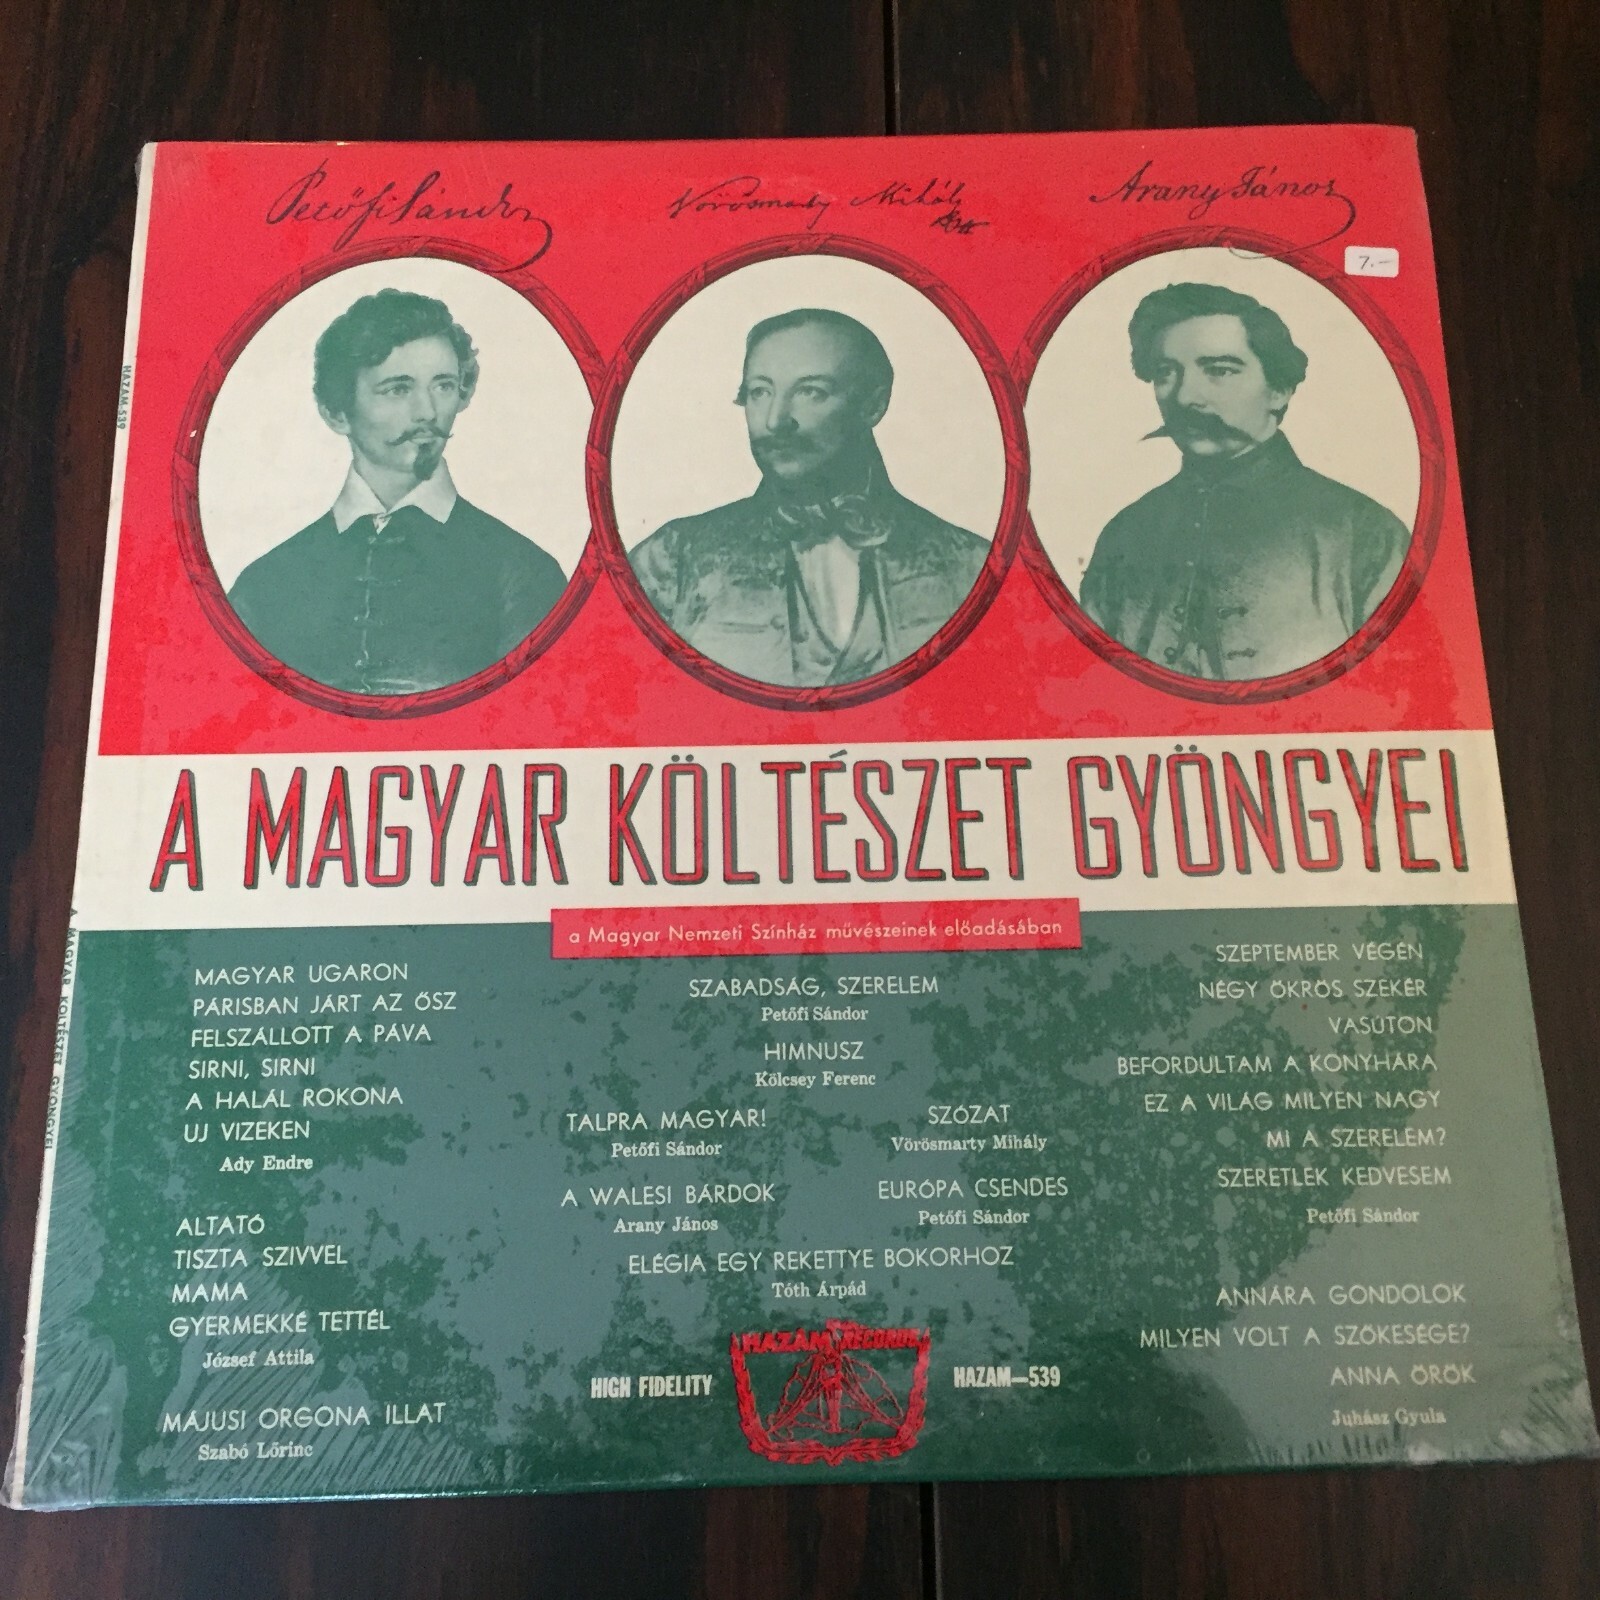 Petőfi Sándor
Vörösmarty Mihály
Arany János
7.-
HAZAM-539
A MAGYAR KÖLTÉSZET GYÖNGYEI
A MAGYAR KÖLTÉSZET GYÖNGYEI
a Magyar Nemzeti Színház művészeinek előadásában
MAGYAR UGARON
PÁRISBAN JÁRT AZ ŐSZ
FELSZÁLLOTT A PÁVA
SIRNI, SIRNI
A HALÁL ROKONA
UJ VIZEKEN
Ady Endre
ALTATÓ
TISZTA SZIVVEL
MAMA
GYERMEKKÉ TETTÉL
József Attila
MÁJUSI ORGONA ILLAT
Szabó Lőrinc
SZABADSÁG, SZERELEM
Petőfi Sándor
HIMNUSZ
Kölcsey Ferenc
TALPRA MAGYAR!
Petőfi Sándor
SZÓZAT
Vörösmarty Mihály
A WALESI BÁRDOK
Arany János
EURÓPA CSENDES
Petőfi Sándor
ELÉGIA EGY REKETTYE BOKORHOZ
Tóth Árpád
HIGH FIDELITY
HAZAM RECORDS
HAZAM—539
SZEPTEMBER VÉGÉN
NÉGY ÖKRÖS SZEKÉR
VASÚTON
BEFORDULTAM A KONYHÁRA
EZ A VILÁG MILYEN NAGY
MI A SZERELEM?
SZERETLEK KEDVESEM
Petőfi Sándor
ANNÁRA GONDOLOK
MILYEN VOLT A SZŐKESÉGE?
ANNA ÖRÖK
Juhász Gyula